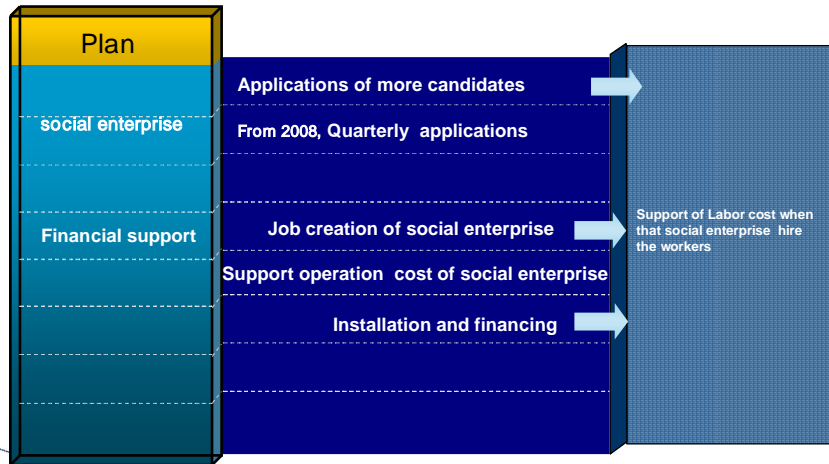 Plan
Applications of more candidates
social enterprise
From 2008, Quarterly applications
Financial support
Job creation of social enterprise
Support operation cost of social enterprise
Installation and financing
Support of Labor cost when
that social enterprise hire
the workers